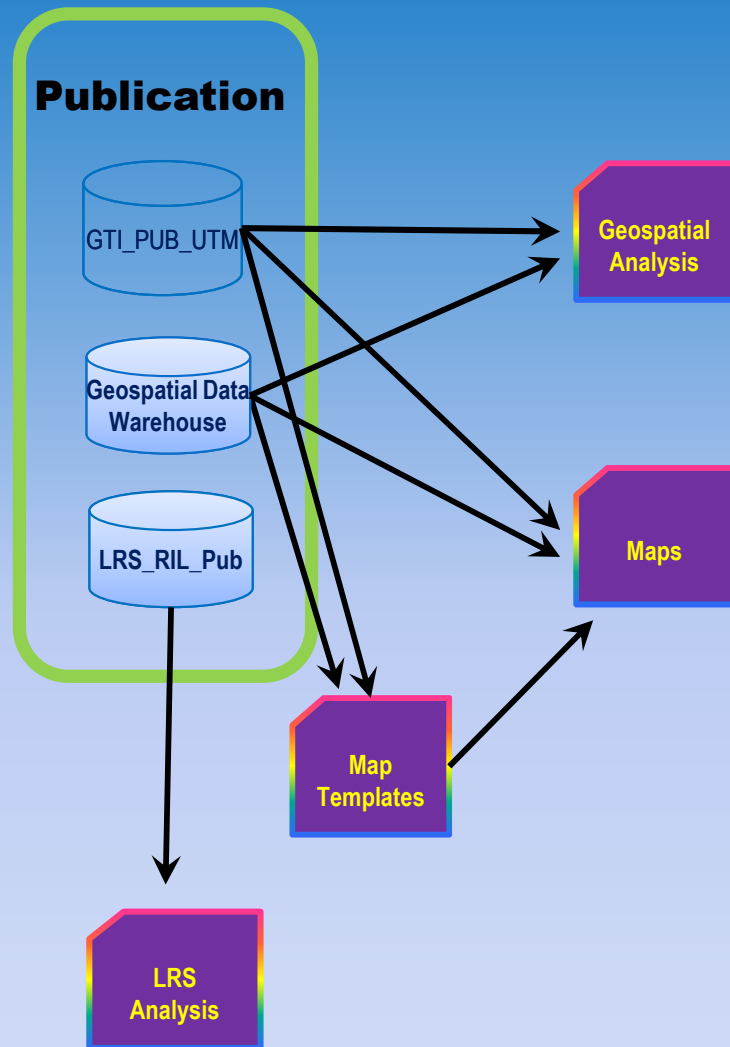 Publication
GTI_PUB_UTM
Geospatial Data
Warehouse
LRS_RIL_Pub
Geospatial
Analysis
Maps
Map
Templates
LRS
Analysis